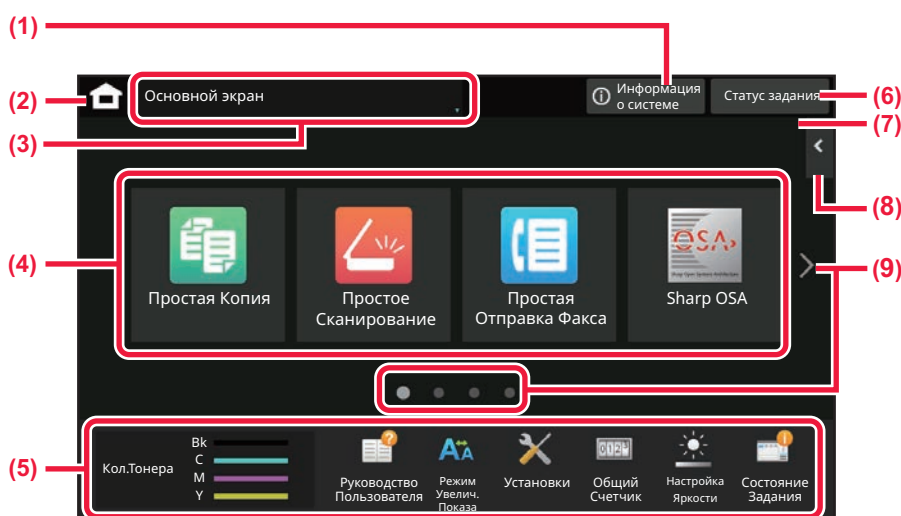 (1)
Основной экран
Информация
о системе
Статус задания
(2)
(3)
(6)
(7)
(8)
(4)
Простая Копия
Простое
Сканирование
Простая
Отправка Факса
OSA
Sharp OSA
(9)
(5)
Кол.Тонера
Bk
C
M
Y
Руководство
Пользователя
Режим
Увелич.
Показа
Установки
Общий
Счетчик
Настройка
Яркости
Состояние
Задания